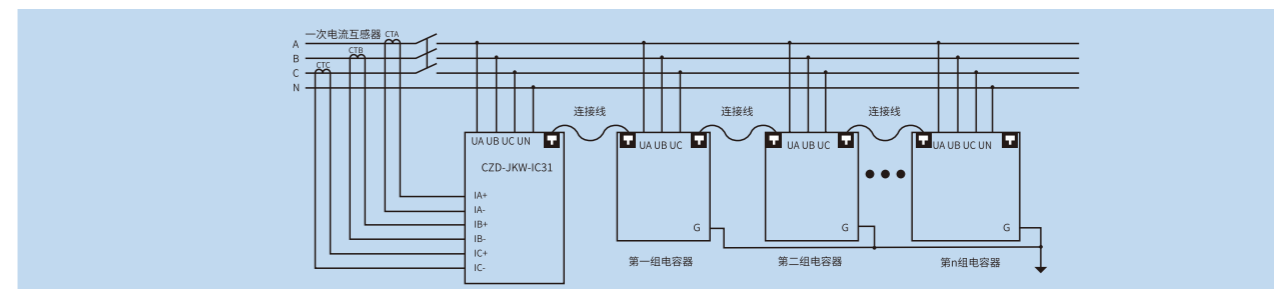 一次电流互感器 CTA
A
CTB
B
CTC
C
N
连接线 连接线 连接线
UA UB UC UN
UA UB UC
UA UB UC
UA UB UC UN
CZD-JKW-IC31
IA+
IA-
IB+
IB-
IC+
IC-
G
G
G
第一组电容器 第二组电容器 第n组电容器